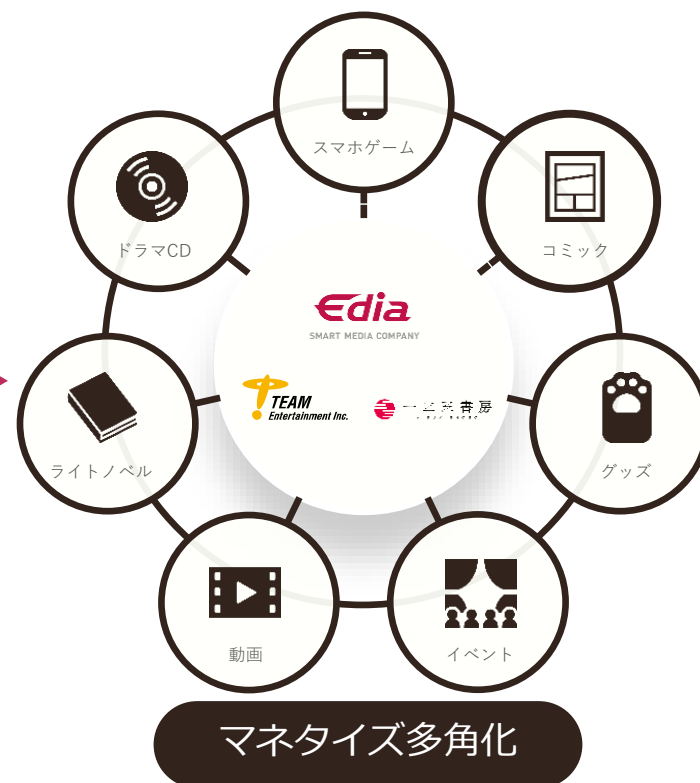 スマホゲーム
ドラマCD
コミック
Edia
SMART MEDIA COMPANY
TEAM
Entertainment Inc.
書房
ライトノベル
グッズ
動画
イベント
マネタイズ多角化